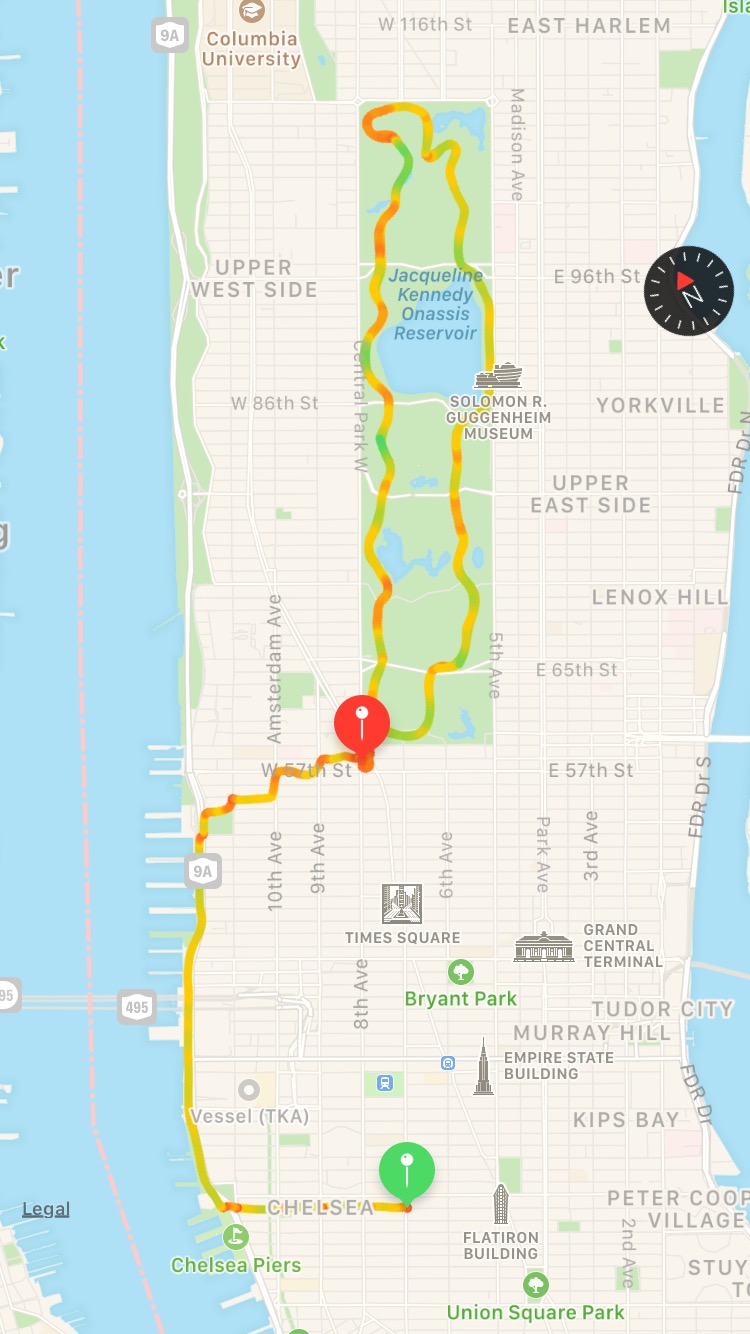 Isla
W 116th St
EAST HARLEM
9A
Columbia
University
Madison Ave
er
UPPER
WEST SIDE
Jacqueline
Kennedy
Onassis
Reservoir
E 96th St
N
k
Central Park W
SOLOMON R.
GUGGENHEIM
MUSEUM
W 86th St
YORKVILLE
FDR Dr N
UPPER
EAST SIDE
g
LENOX HILL
Amsterdam Ave
5th Ave
E 65th St
W 57th St
E 57th St
FDR Dr S
10th Ave
9th Ave
6th Ave
Park Ave
3rd Ave
9A
TIMES SQUARE
GRAND
CENTRAL
TERMINAL
8th Ave
Bryant Park
95
495
TUDOR CITY
MURRAY HILL
EMPIRE STATE
BUILDING
FDR Dr
Vessel (TKA)
KIPS BAY
Legal
CHELSEA
PETER COOP
VILLAGE
FLATIRON
BUILDING
2nd Ave
Chelsea Piers
STUY
TO
Union Square Park